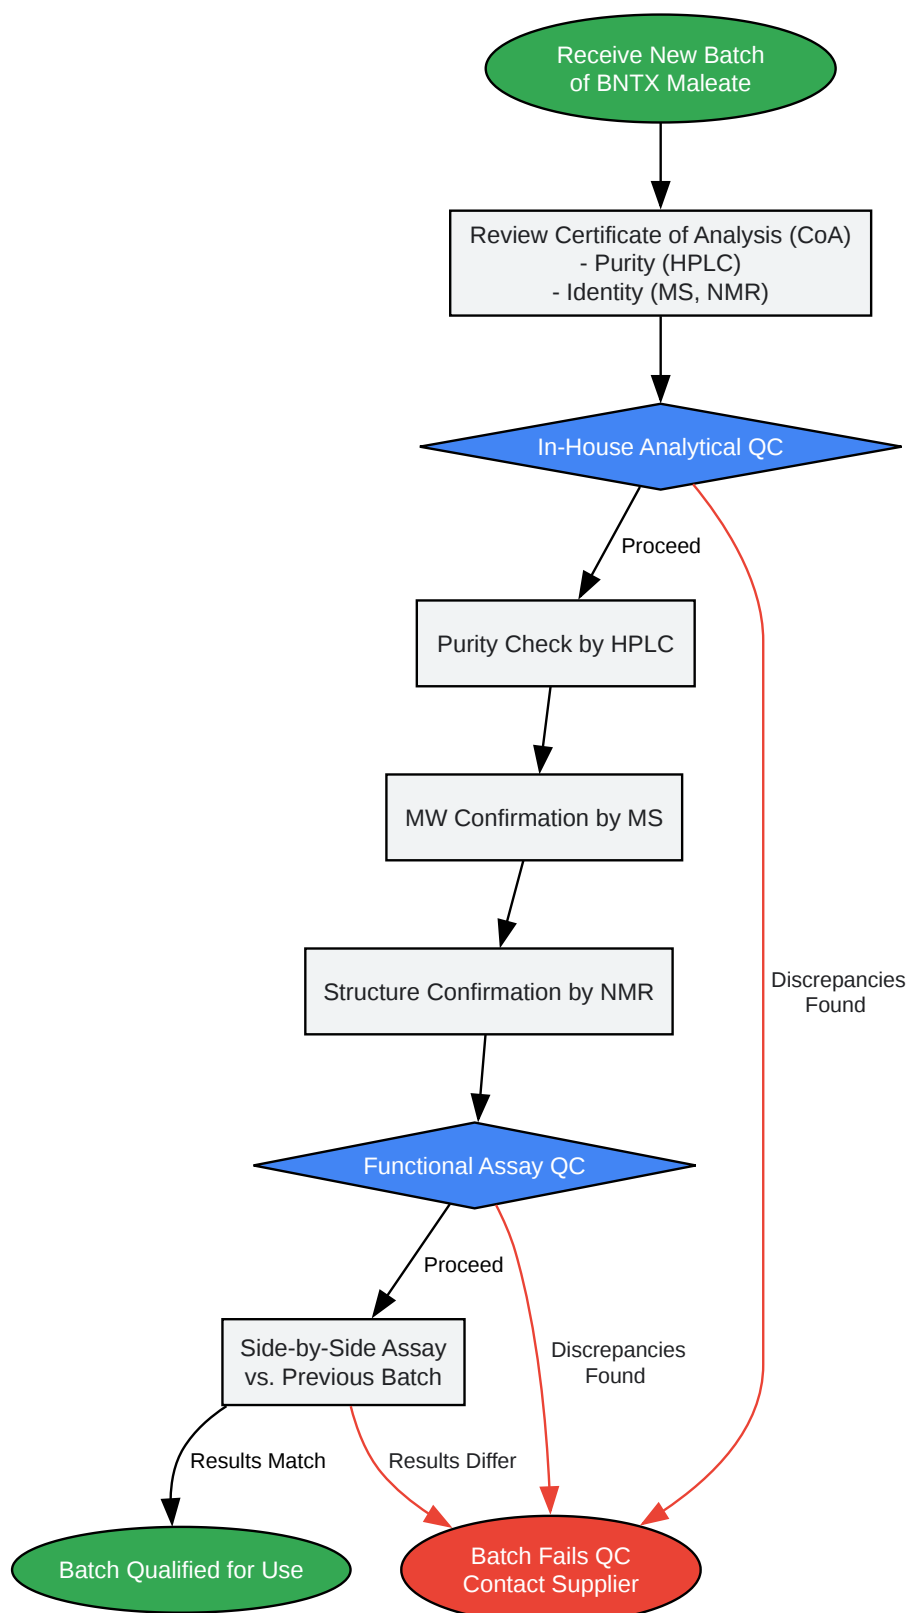 Receive New Batch
of BNTX Maleate
Review Certificate of Analysis (CoA)
- Purity (HPLC)
- Identity (MS, NMR)
In-House Analytical QC
Proceed
Purity Check by HPLC
MW Confirmation by MS
Structure Confirmation by NMR
Discrepancies
Found
Functional Assay QC
Proceed
Side-by-Side Assay
vs. Previous Batch
Discrepancies
Found
Results Match
Results Differ
Batch Qualified for Use
Batch Fails QC
Contact Supplier